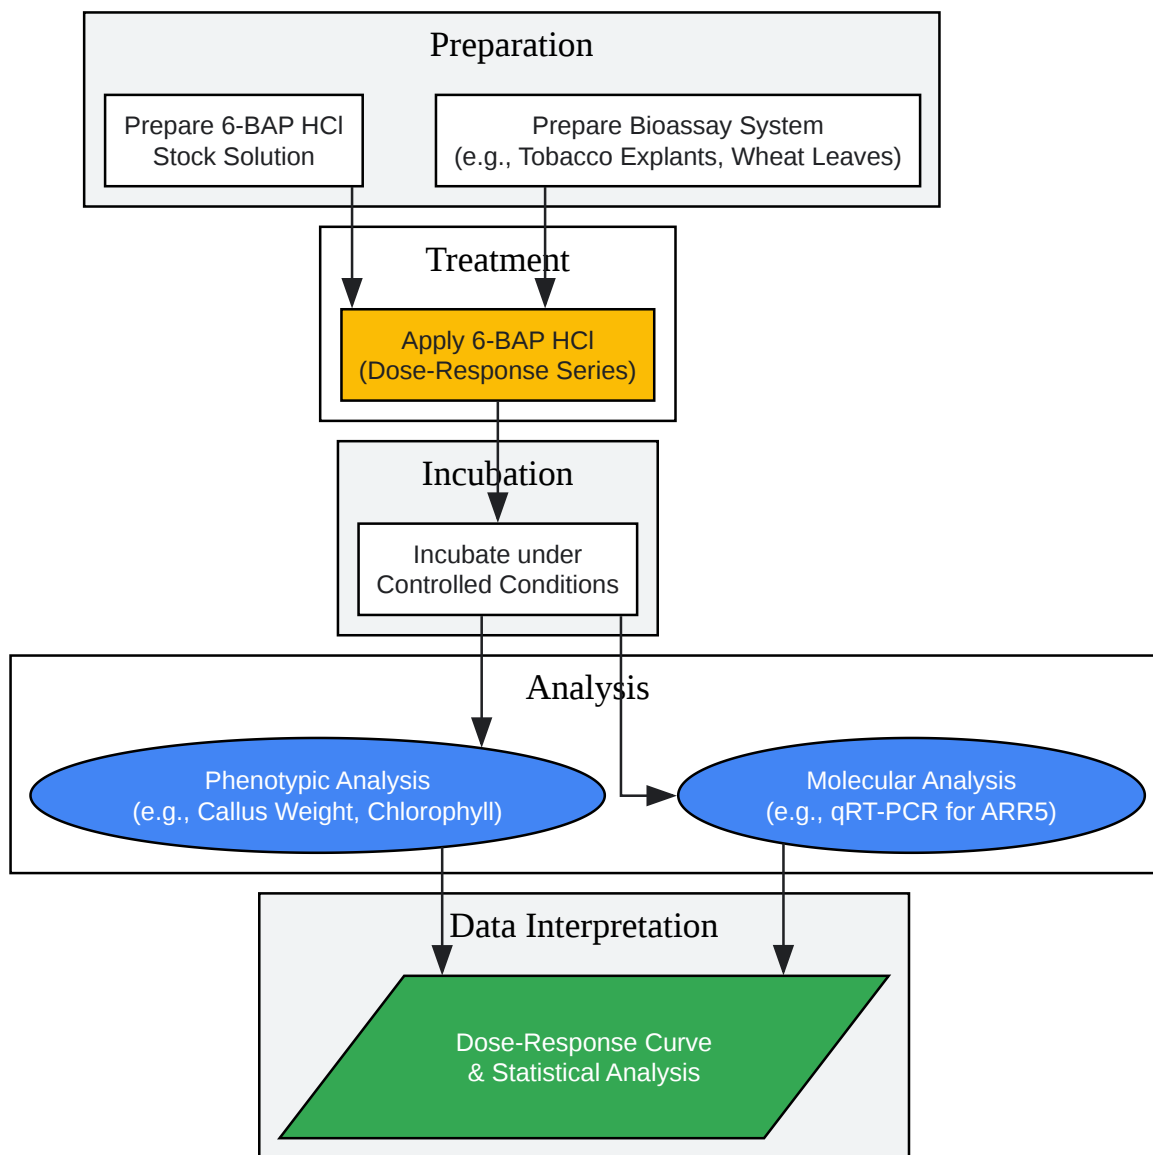 Preparation
Prepare 6-BAP HCl
Stock Solution
Prepare Bioassay System
(e.g., Tobacco Explants, Wheat Leaves)
Treatment
Apply 6-BAP HCl
(Dose-Response Series)
Incubation
Incubate under
Controlled Conditions
Analysis
Phenotypic Analysis
(e.g., Callus Weight, Chlorophyll)
Molecular Analysis
(e.g., qRT-PCR for ARR5)
Data Interpretation
Dose-Response Curve
& Statistical Analysis